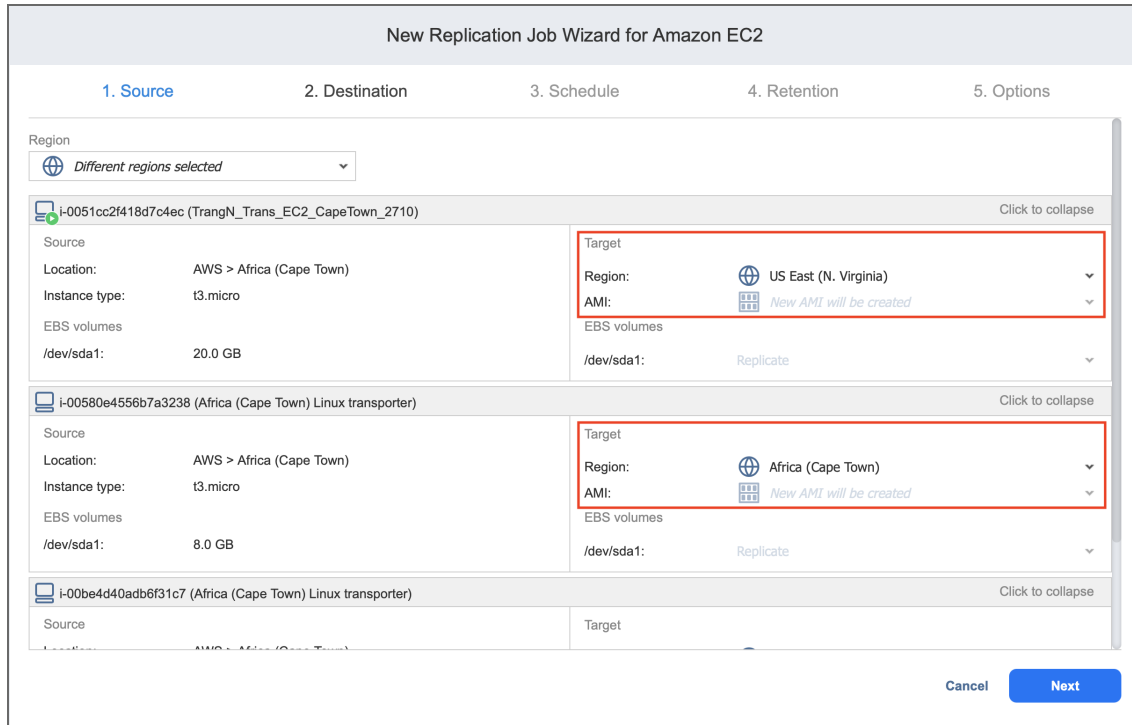 New Replication Job Wizard for Amazon EC2
1. Source 2. Destination 3. Schedule 4. Retention 5. Options
Region
Different regions selected
i-0051cc2f418d7c4ec (TrangN_Trans_EC2_CapeTown_2710) Click to collapse
Source
Location: AWS > Africa (Cape Town)
Instance type: t3.micro
EBS volumes
/dev/sda1: 20.0 GB
Target
Region: US East (N. Virginia)
AMI: New AMI will be created
EBS volumes
/dev/sda1: Replicate
i-00580e4556b7a3238 (Africa (Cape Town) Linux transporter) Click to collapse
Source
Location: AWS > Africa (Cape Town)
Instance type: t3.micro
EBS volumes
/dev/sda1: 8.0 GB
Target
Region: Africa (Cape Town)
AMI: New AMI will be created
EBS volumes
/dev/sda1: Replicate
i-00be4d40adb6f31c7 (Africa (Cape Town) Linux transporter) Click to collapse
Source
Target
Cancel Next